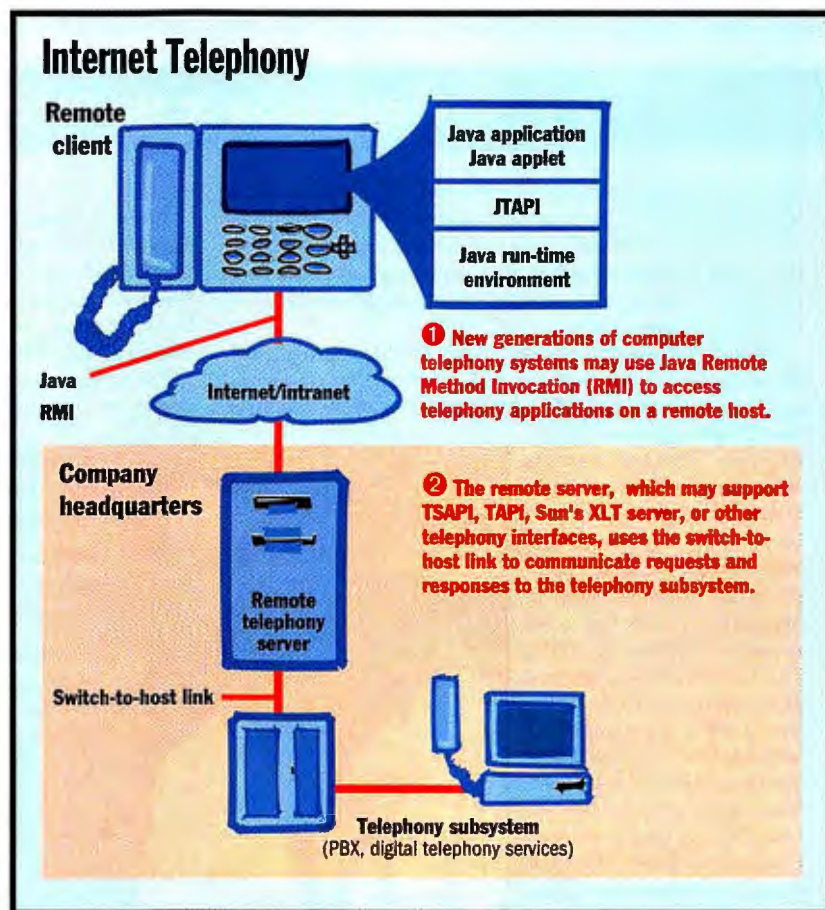 Internet Telephony
Remote
client
Java application
Java applet
JTAPI
Java run-time
environment
❶ New generations of computer
telephony systems may use Java Remote
Method Invocation (RMI) to access
telephony applications on a remote host.
Java
RMI
Internet/intranet
Company
headquarters
❷ The remote server, which may support
TSAPI, TAPI, Sun's XLT server, or other
telephony interfaces, uses the switch-to-
host link to communicate requests and
responses to the telephony subsystem.
Remote
telephony
server
Switch-to-host link
Telephony subsystem
(PBX, digital telephony services)